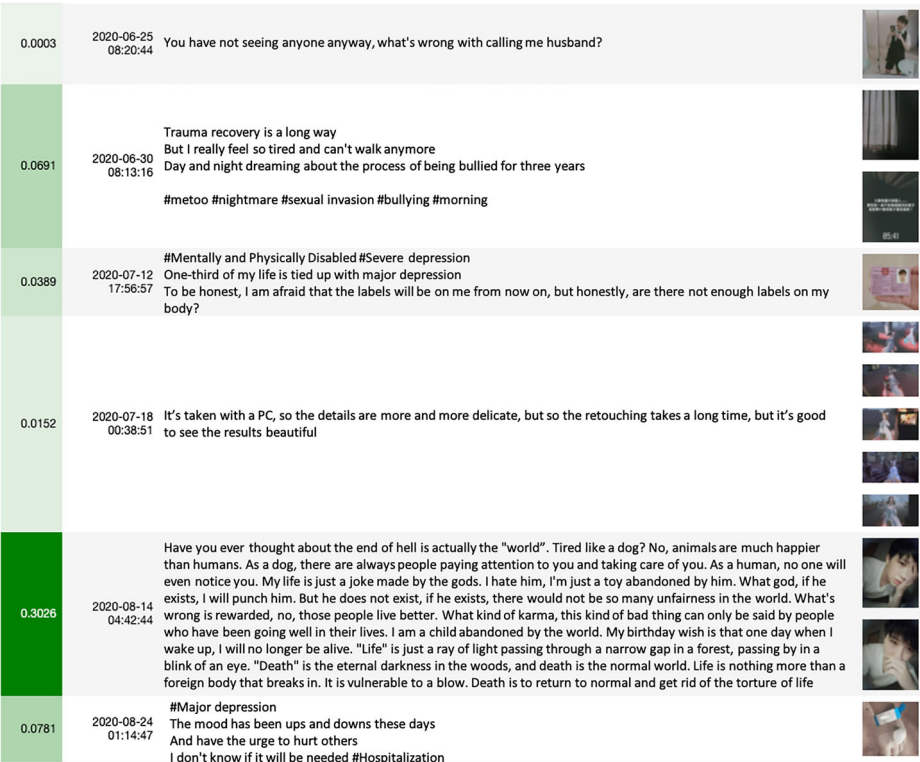 0.0003
2020-06-25
08:20:44
You have not seeing anyone anyway, what's wrong with calling me husband?
0.0691
2020-06-30
08:13:16
Trauma recovery is a long way
But I really feel so tired and can't walk anymore
Day and night dreaming about the process of being bullied for three years
#metoo #nightmare #sexual invasion #bullying #morning
05:41
0.0389
2020-07-12
17:56:57
#Mentally and Physically Disabled #Severe depression
One-third of my life is tied up with major depression
To be honest, I am afraid that the labels will be on me from now on, but honestly, are there not enough labels on my
body?
0.0152
2020-07-18
00:38:51
It’s taken with a PC, so the details are more and more delicate, but so the retouching takes a long time, but it’s good
to see the results beautiful
0.3026
2020-08-14
04:42:44
Have you ever thought about the end of hell is actually the "world”. Tired like a dog? No, animals are much happier
than humans. As a dog, there are always people paying attention to you and taking care of you. As a human, no one will
even notice you. My life is just a joke made by the gods. I hate him, I'm just a toy abandoned by him. What god, if he
exists, I will punch him. But he does not exist, if he exists, there would not be so many unfairness in the world. What's
wrong is rewarded, no, those people live better. What kind of karma, this kind of bad thing can only be said by people
who have been going well in their lives. I am a child abandoned by the world. My birthday wish is that one day when I
wake up, I will no longer be alive. "Life" is just a ray of light passing through a narrow gap in a forest, passing by in a
blink of an eye. "Death" is the eternal darkness in the woods, and death is the normal world. Life is nothing more than a
foreign body that breaks in. It is vulnerable to a blow. Death is to return to normal and get rid of the torture of life
0.0781
2020-08-24
01:14:47
#Major depression
The mood has been ups and downs these days
And have the urge to hurt others
I don't know if it will be needed #Hospitalization